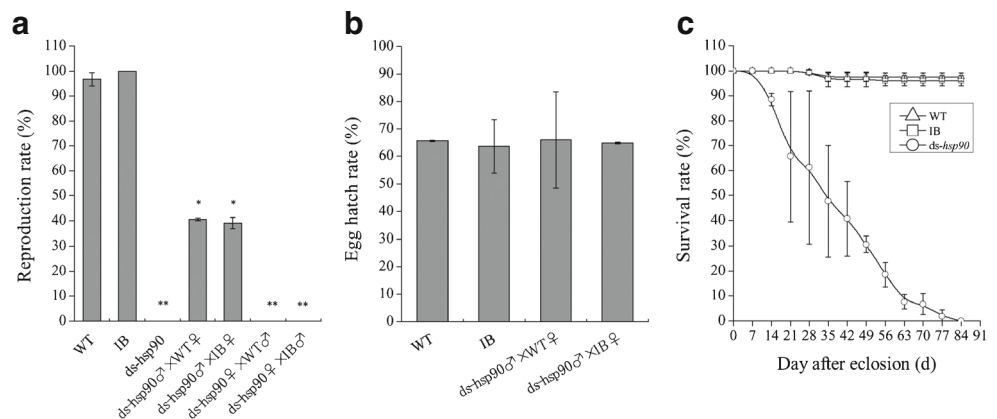 a
Reproduction rate (%)
110
100
90
80
70
60
50
40
30
20
10
0
** * * ** **
WT
IB
ds-hsp90
ds-hsp90♂ ×WT♀
ds-hsp90♂ ×IB♀
ds-hsp90♀ ×WT♂
ds-hsp90♀ ×IB♂
b
Egg hatch rate (%)
100
90
80
70
60
50
40
30
20
10
0
WT
IB
ds-hsp90♂ ×WT♀
ds-hsp90♂ ×IB♀
c
Survival rate (%)
110
100
90
80
70
60
50
40
30
20
10
0
WT
IB
ds-hsp90
0 7 14 21 28 35 42 49 56 63 70 77 84 91
Day after eclosion (d)